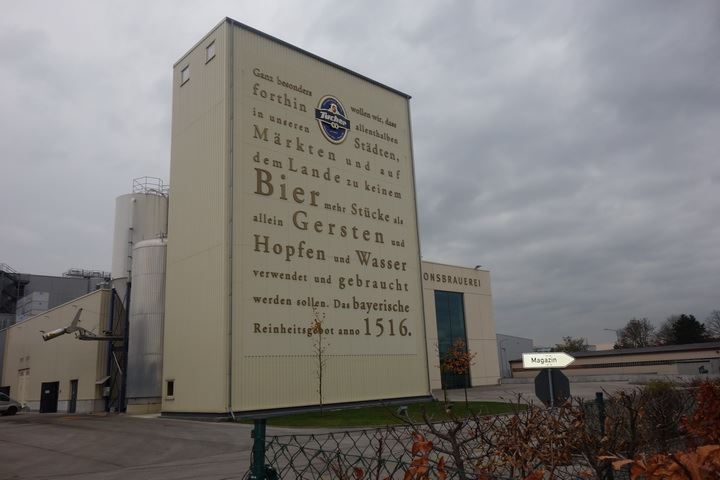 Ganz besonders wollen wir, dass
forthin allenthalben
in unseren Städten,
Märkten und auf
dem Lande zu keinem
Bier mehr Stücke als
allein Gersten und
Hopfen und Wasser
verwendet und gebraucht
werden sollen. Das bayerische
Reinheitsgebot anno 1516.
Tucher
ONSBRAUEREI
Magazin